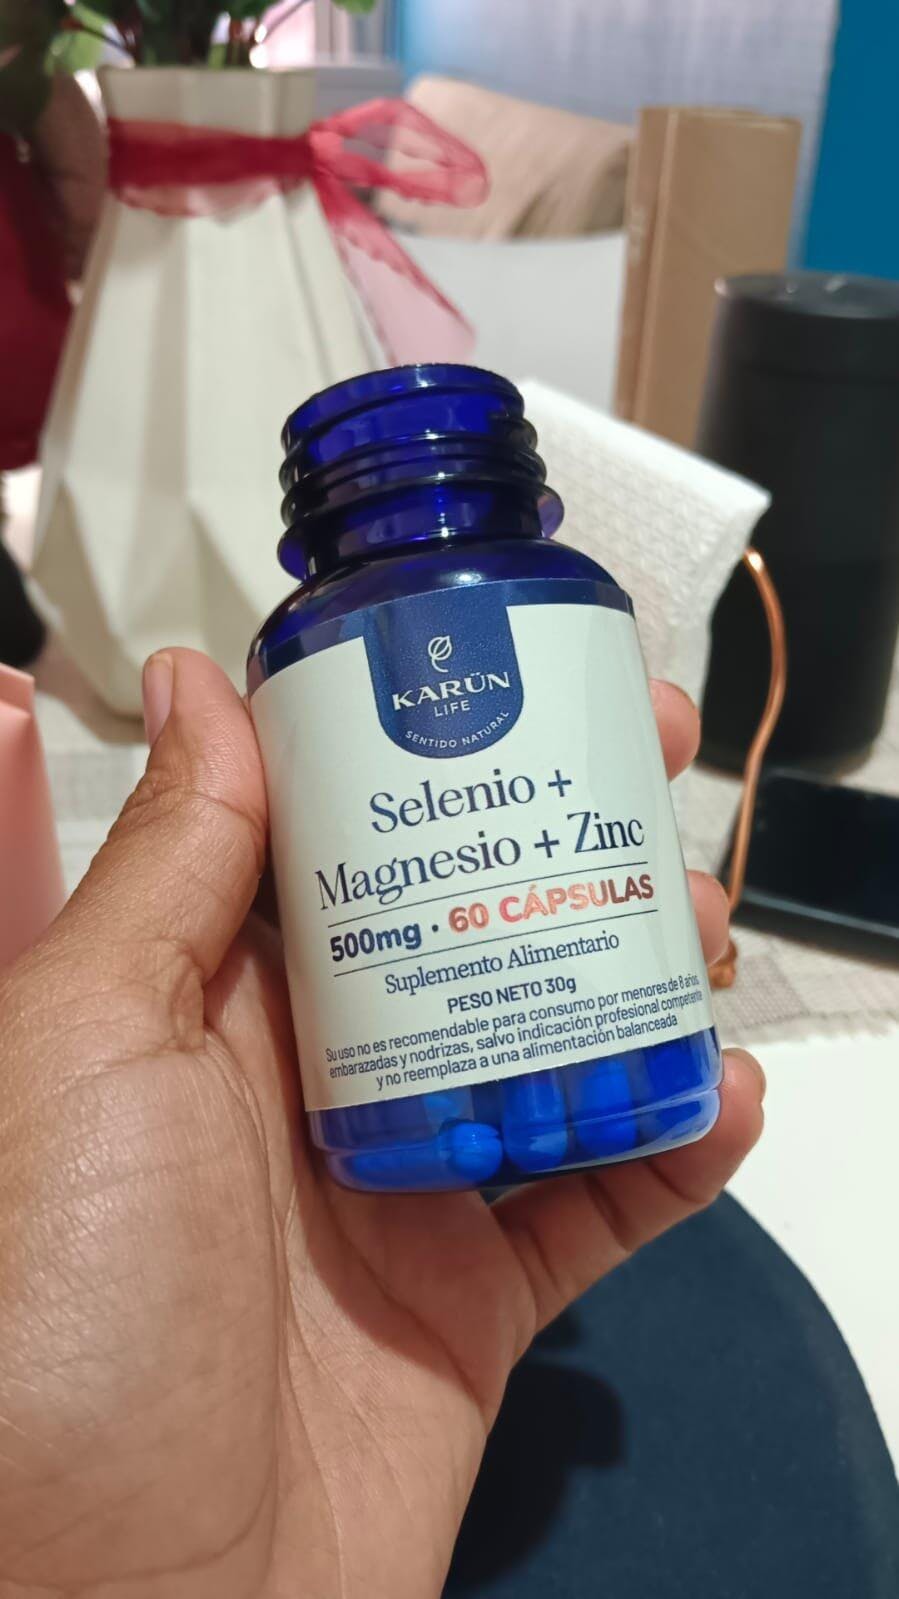 KARÜN
LIFE
SENTIDO NATURAL
Selenio +
Magnesio + Zinc
500mg · 60 CÁPSULAS
Suplemento Alimentario
PESO NETO 30g
Su uso no es recomendable para consumo por menores de 8 años,
embarazadas y nodrizas, salvo indicación profesional competente
y no reemplaza a una alimentación balanceada